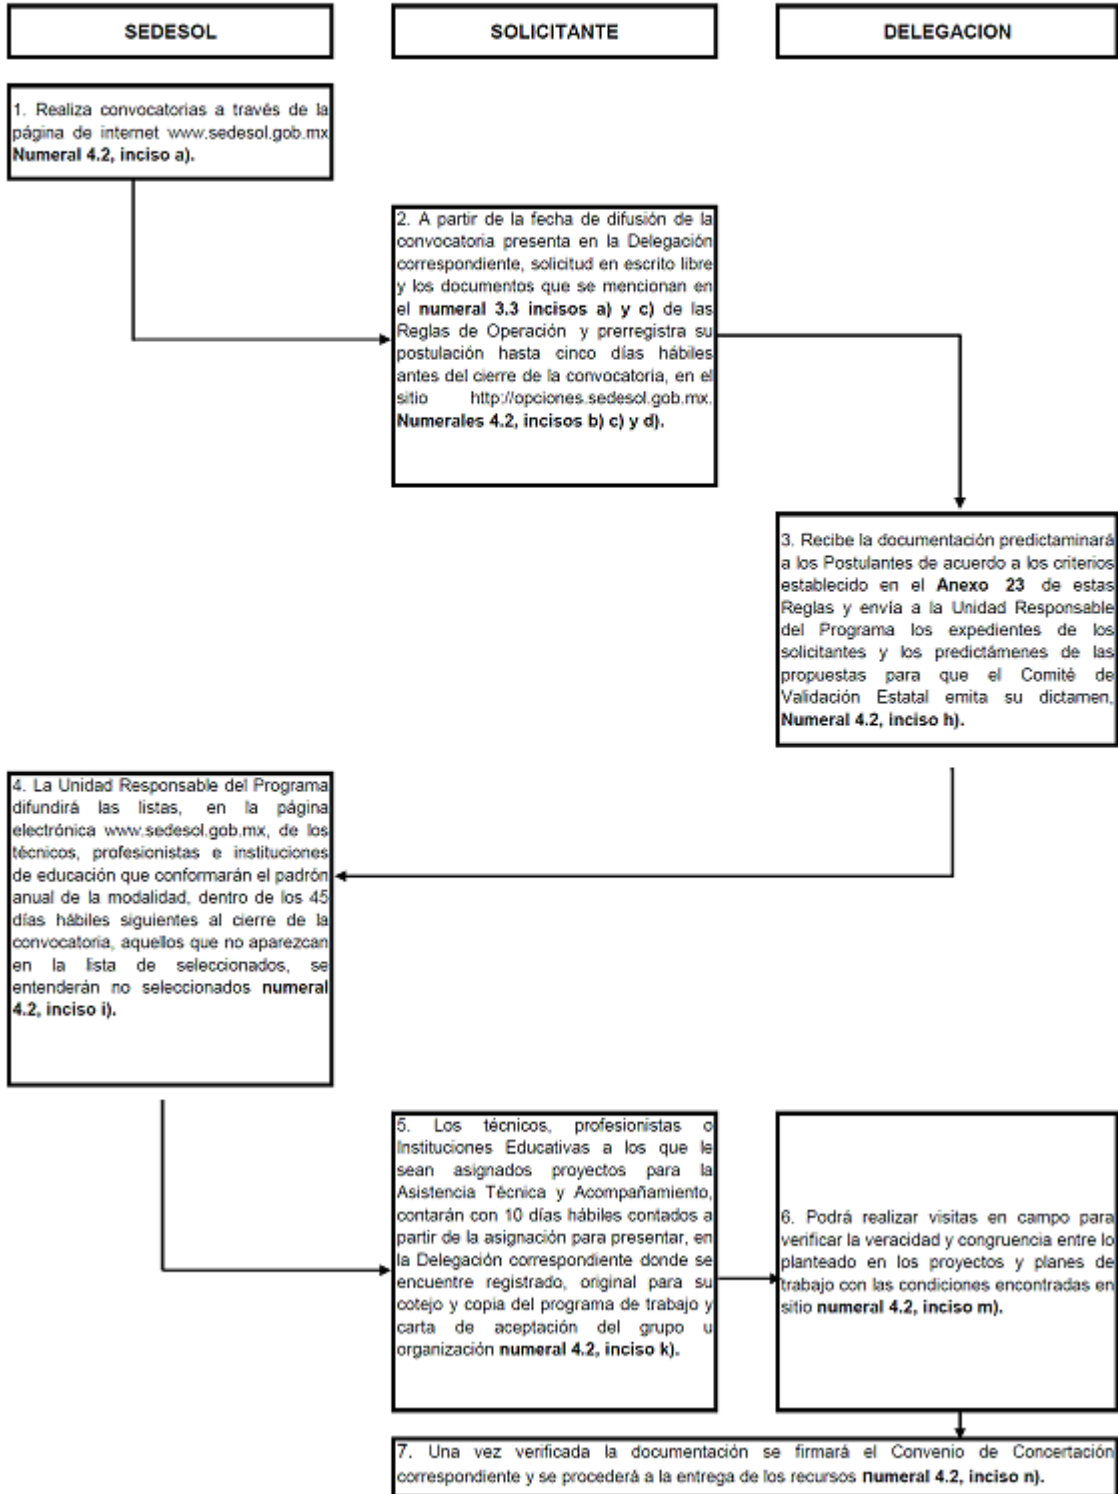 SEDESOL
SOLICITANTE
DELEGACION
1. Realiza convocatorias a través de la
página de internet www.sedesol.gob.mx
Numeral 4.2, inciso a).
2. A partir de la fecha de difusión de la
convocatoria presenta en la Delegación
correspondiente, solicitud en escrito libre
y los documentos que se mencionan en
el numeral 3.3 incisos a) y c) de las
Reglas de Operación y prerregistra su
postulación hasta cinco días hábiles
antes del cierre de la convocatoria, en el
sitio http://opciones.sedesol.gob.mx.
Numerales 4.2, incisos b) c) y d).
3. Recibe la documentación predictaminará
a los Postulantes de acuerdo a los criterios
establecido en el Anexo 23 de estas
Reglas y envía a la Unidad Responsable
del Programa los expedientes de los
solicitantes y los predictámenes de las
propuestas para que el Comité de
Validación Estatal emita su dictamen,
Numeral 4.2, inciso h).
4. La Unidad Responsable del Programa
difundirá las listas, en la página
electrónica www.sedesol.gob.mx, de los
técnicos, profesionistas e instituciones
de educación que conformarán el padrón
anual de la modalidad, dentro de los 45
días hábiles siguientes al cierre de la
convocatoria, aquellos que no aparezcan
en la lista de seleccionados, se
entenderán no seleccionados numeral
4.2, inciso i).
5. Los técnicos, profesionistas o
Instituciones Educativas a los que le
sean asignados proyectos para la
Asistencia Técnica y Acompañamiento,
contarán con 10 días hábiles contados a
partir de la asignación para presentar, en
la Delegación correspondiente donde se
encuentre registrado, original para su
cotejo y copia del programa de trabajo y
carta de aceptación del grupo u
organización numeral 4.2, inciso k).
6. Podrá realizar visitas en campo para
verificar la veracidad y congruencia entre lo
planteado en los proyectos y planes de
trabajo con las condiciones encontradas en
sitio numeral 4.2, inciso m).
7. Una vez verificada la documentación se firmará el Convenio de Concertación
correspondiente y se procederá a la entrega de los recursos numeral 4.2, inciso n).